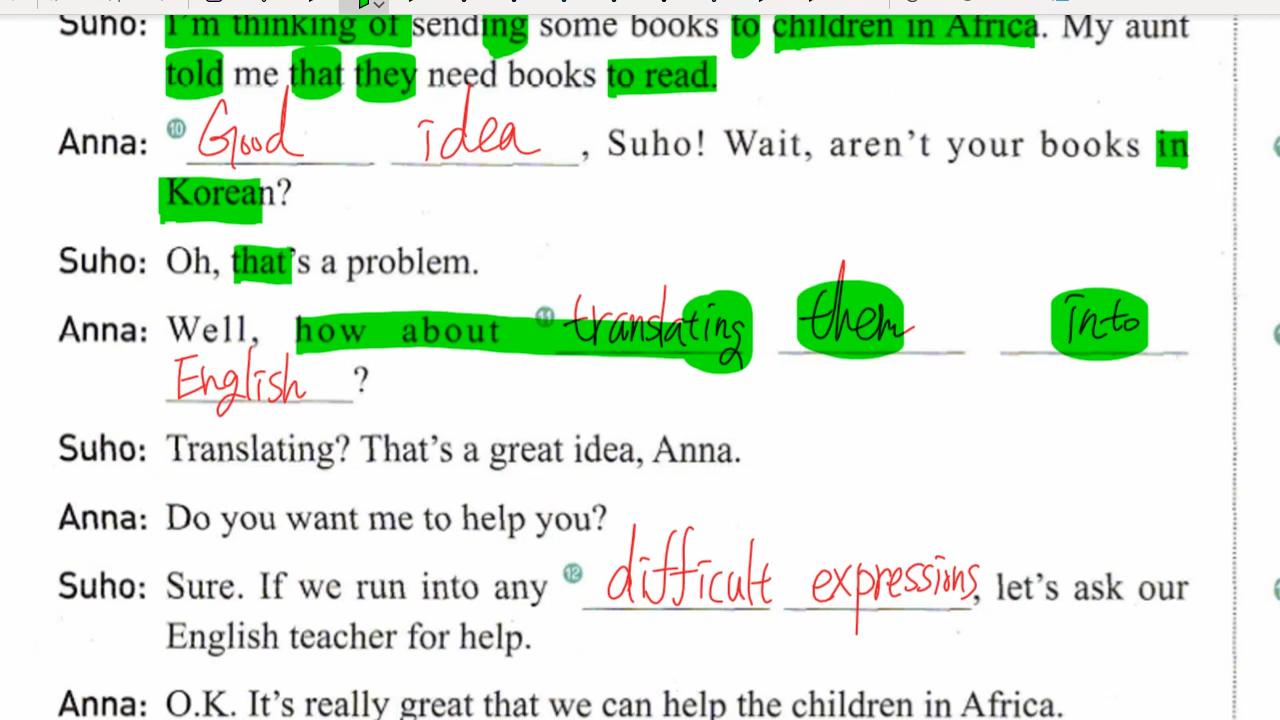 Suho: I'm thinking of sending some books to children in Africa. My aunt
told me that they need books to read.
Anna: ⑩ Good idea, Suho! Wait, aren't your books in
Korean?
Suho: Oh, that's a problem.
Anna: Well, how about ⑪ translating them into
English?
Suho: Translating? That's a great idea, Anna.
Anna: Do you want me to help you?
Suho: Sure. If we run into any ⑫ difficult expressions, let's ask our
English teacher for help.
Anna: O.K. It's really great that we can help the children in Africa.